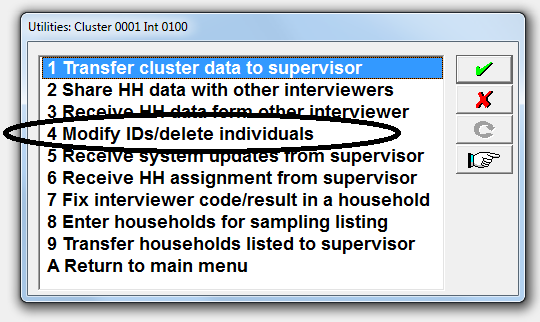 Utilities: Cluster 0001 Int 0100
1 Transfer cluster data to supervisor
2 Share HH data with other interviewers
3 Receive HH data form other interviewer
4 Modify IDs/delete individuals
5 Receive system updates from supervisor
6 Receive HH assignment from supervisor
7 Fix interviewer code/result in a household
8 Enter households for sampling listing
9 Transfer households listed to supervisor
A Return to main menu